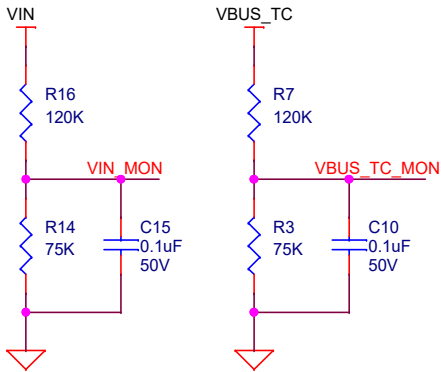 VIN
VBUS_TC
R16
120K
R7
120K
VIN_MON
VBUS_TC_MON
R14
75K
C15
0.1uF
50V
R3
75K
C10
0.1uF
50V